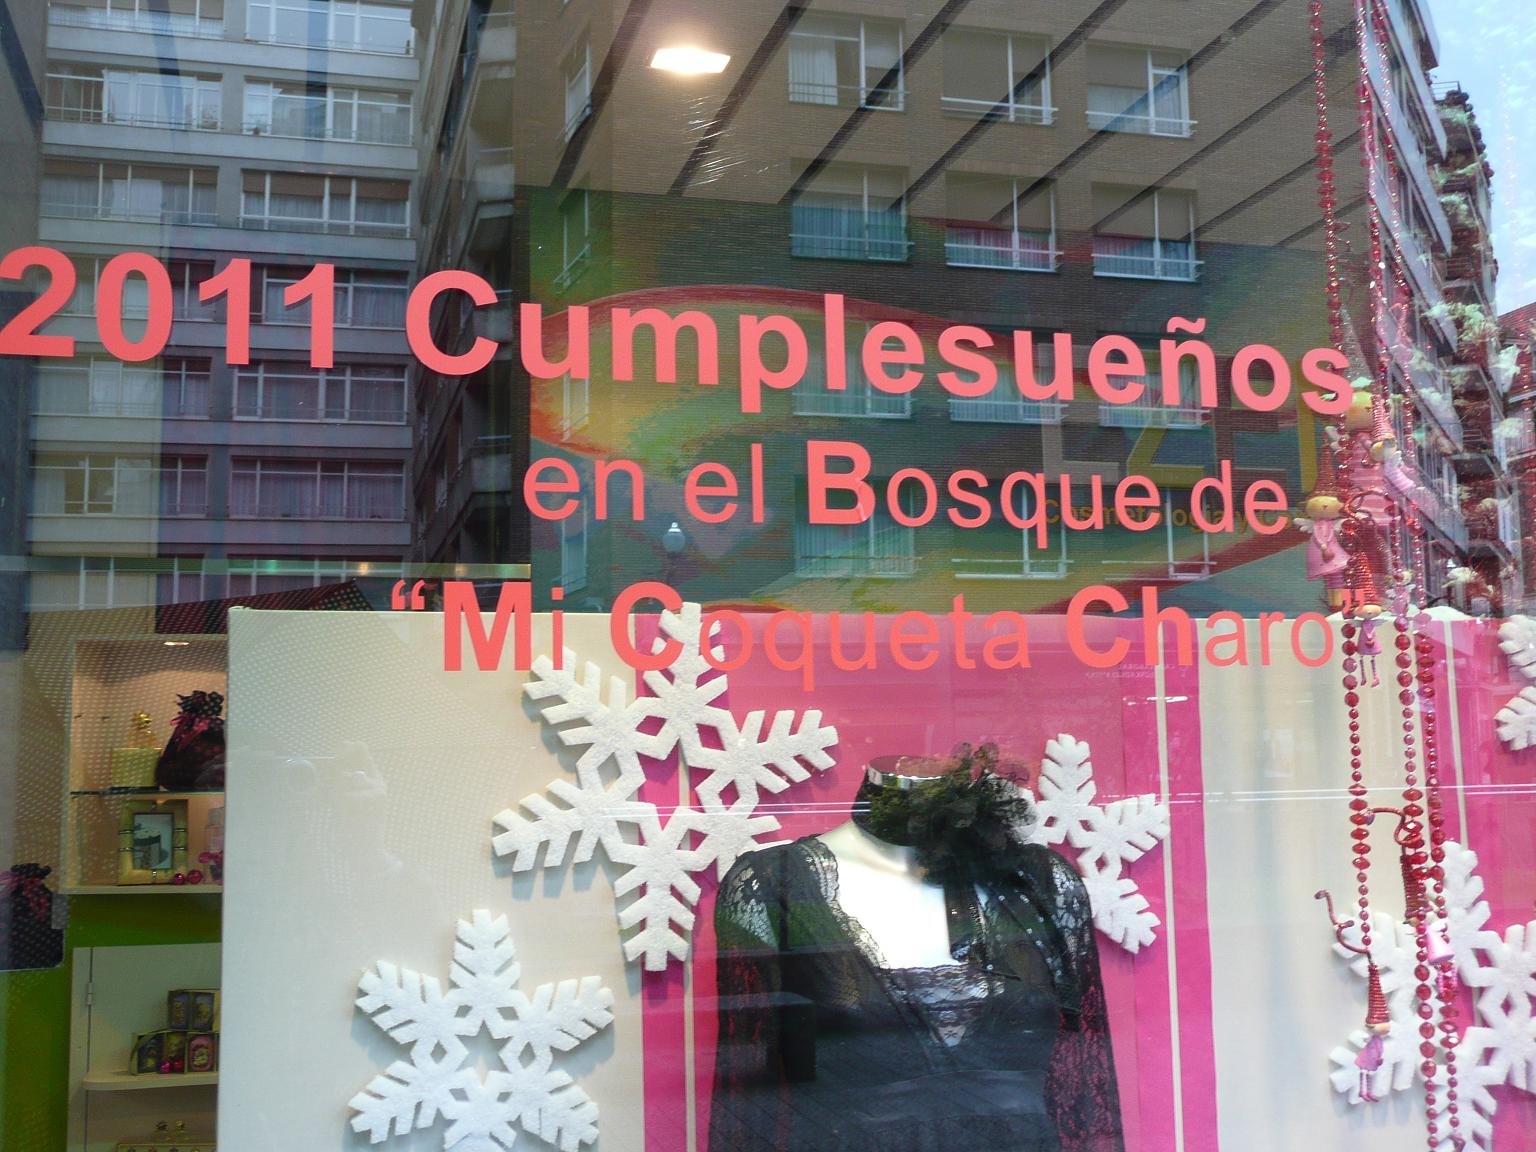 2011 Cumplesueños
en el Bosque de
“Mi Coqueta Charo”